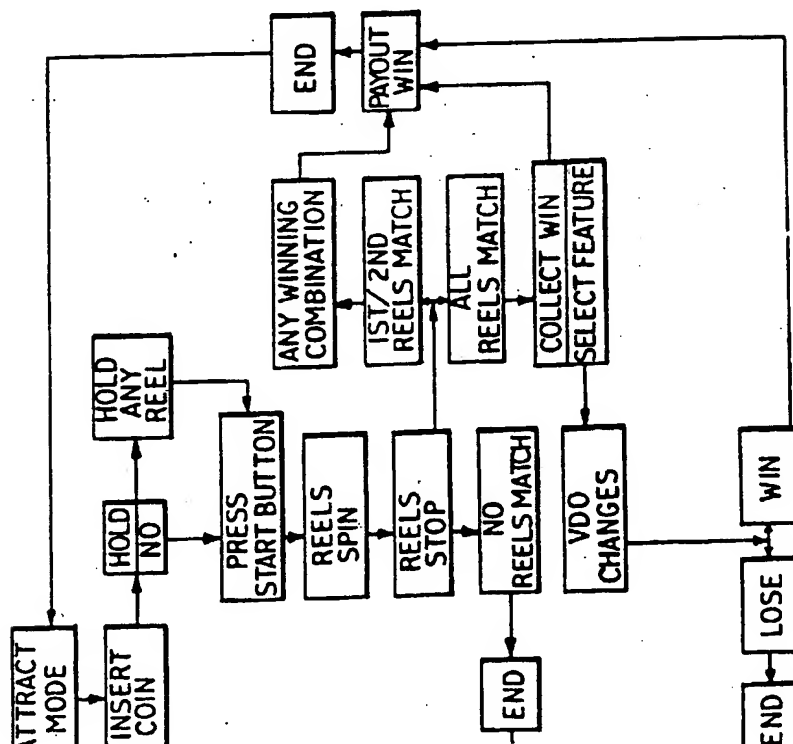 ATTRACT
MODE
INSERT
COIN
HOLD
NO
HOLD
ANY
REEL
PRESS
START BUTTON
REELS
SPIN
REELS
STOP
NO
REELS MATCH
END
ANY WINNING
COMBINATION
1ST/2ND
REELS MATCH
ALL
REELS MATCH
COLLECT WIN
SELECT FEATURE
VDO
CHANGES
WIN
LOSE
END
PAYOUT
WIN
END